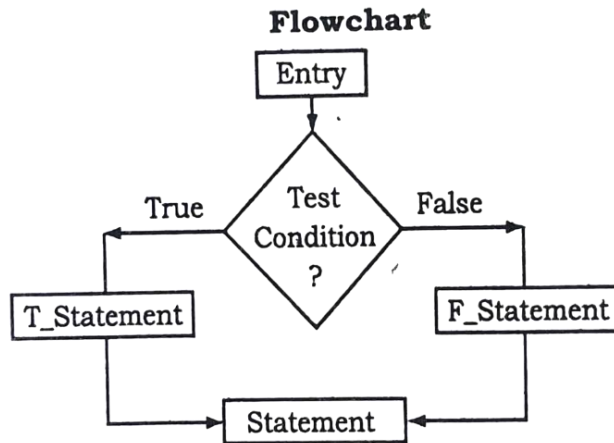 Flowchart
Entry
Test
Condition
?
True
False
T_Statement
F_Statement
Statement